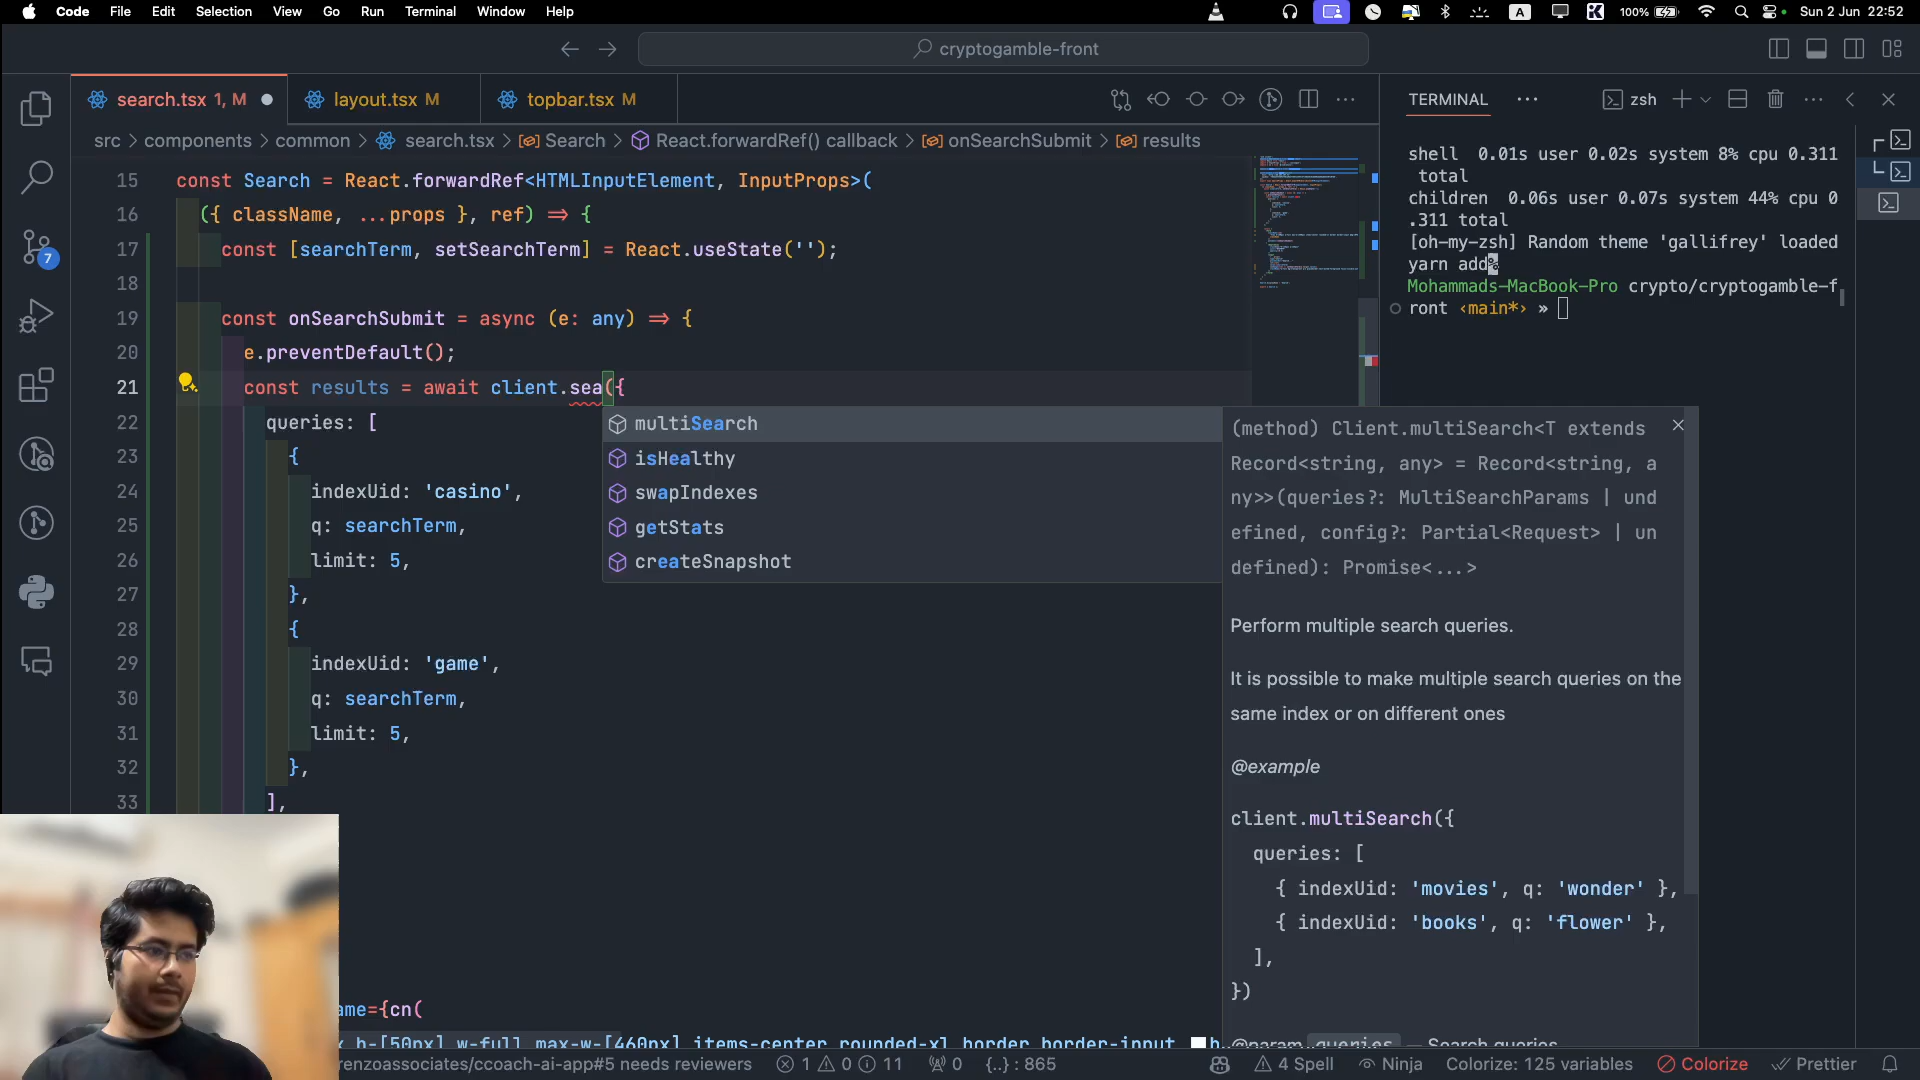 Code File Edit Selection View Go Run Terminal Window Help
A 100% Sun 2 Jun 22:52
cryptogamble-front
search.tsx 1, M
layout.tsx M
topbar.tsx M
TERMINAL
zsh
src > components > common > search.tsx > Search > React.forwardRef() callback > onSearchSubmit > results
15 const Search = React.forwardRef<HTMLInputElement, InputProps>(
16 ({ className, ...props }, ref) => {
17 const [searchTerm, setSearchTerm] = React.useState('');
18
19 const onSearchSubmit = async (e: any) => {
20 e.preventDefault();
21 const results = await client.sea({
22 queries: [
23 {
24 indexUid: 'casino',
25 q: searchTerm,
26 limit: 5,
27 },
28 {
29 indexUid: 'game',
30 q: searchTerm,
31 limit: 5,
32 },
33 ],
ame={cn(
x h-[50px] w-full max-w-[460px] items-center rounded-xl border border-input
multiSearch
isHealthy
swapIndexes
getStats
createSnapshot
(method) Client.multiSearch<T extends
Record<string, any> = Record<string, a
ny>>(queries?: MultiSearchParams | und
efined, config?: Partial<Request> | un
defined): Promise<...>
Perform multiple search queries.
It is possible to make multiple search queries on the
same index or on different ones
@example
client.multiSearch({
queries: [
{ indexUid: 'movies', q: 'wonder' },
{ indexUid: 'books', q: 'flower' },
],
})
@param queries — Search queries
shell 0.01s user 0.02s system 8% cpu 0.311
total
children 0.06s user 0.07s system 44% cpu 0
.311 total
[oh-my-zsh] Random theme 'gallifrey' loaded
yarn add%
Mohammads-MacBook-Pro crypto/cryptogamble-f
ront ‹main*› »
7
renzoassociates/ccoach-ai-app#5 needs reviewers 1 0 11 0 {..} : 865 4 Spell Ninja Colorize: 125 variables Colorize Prettier